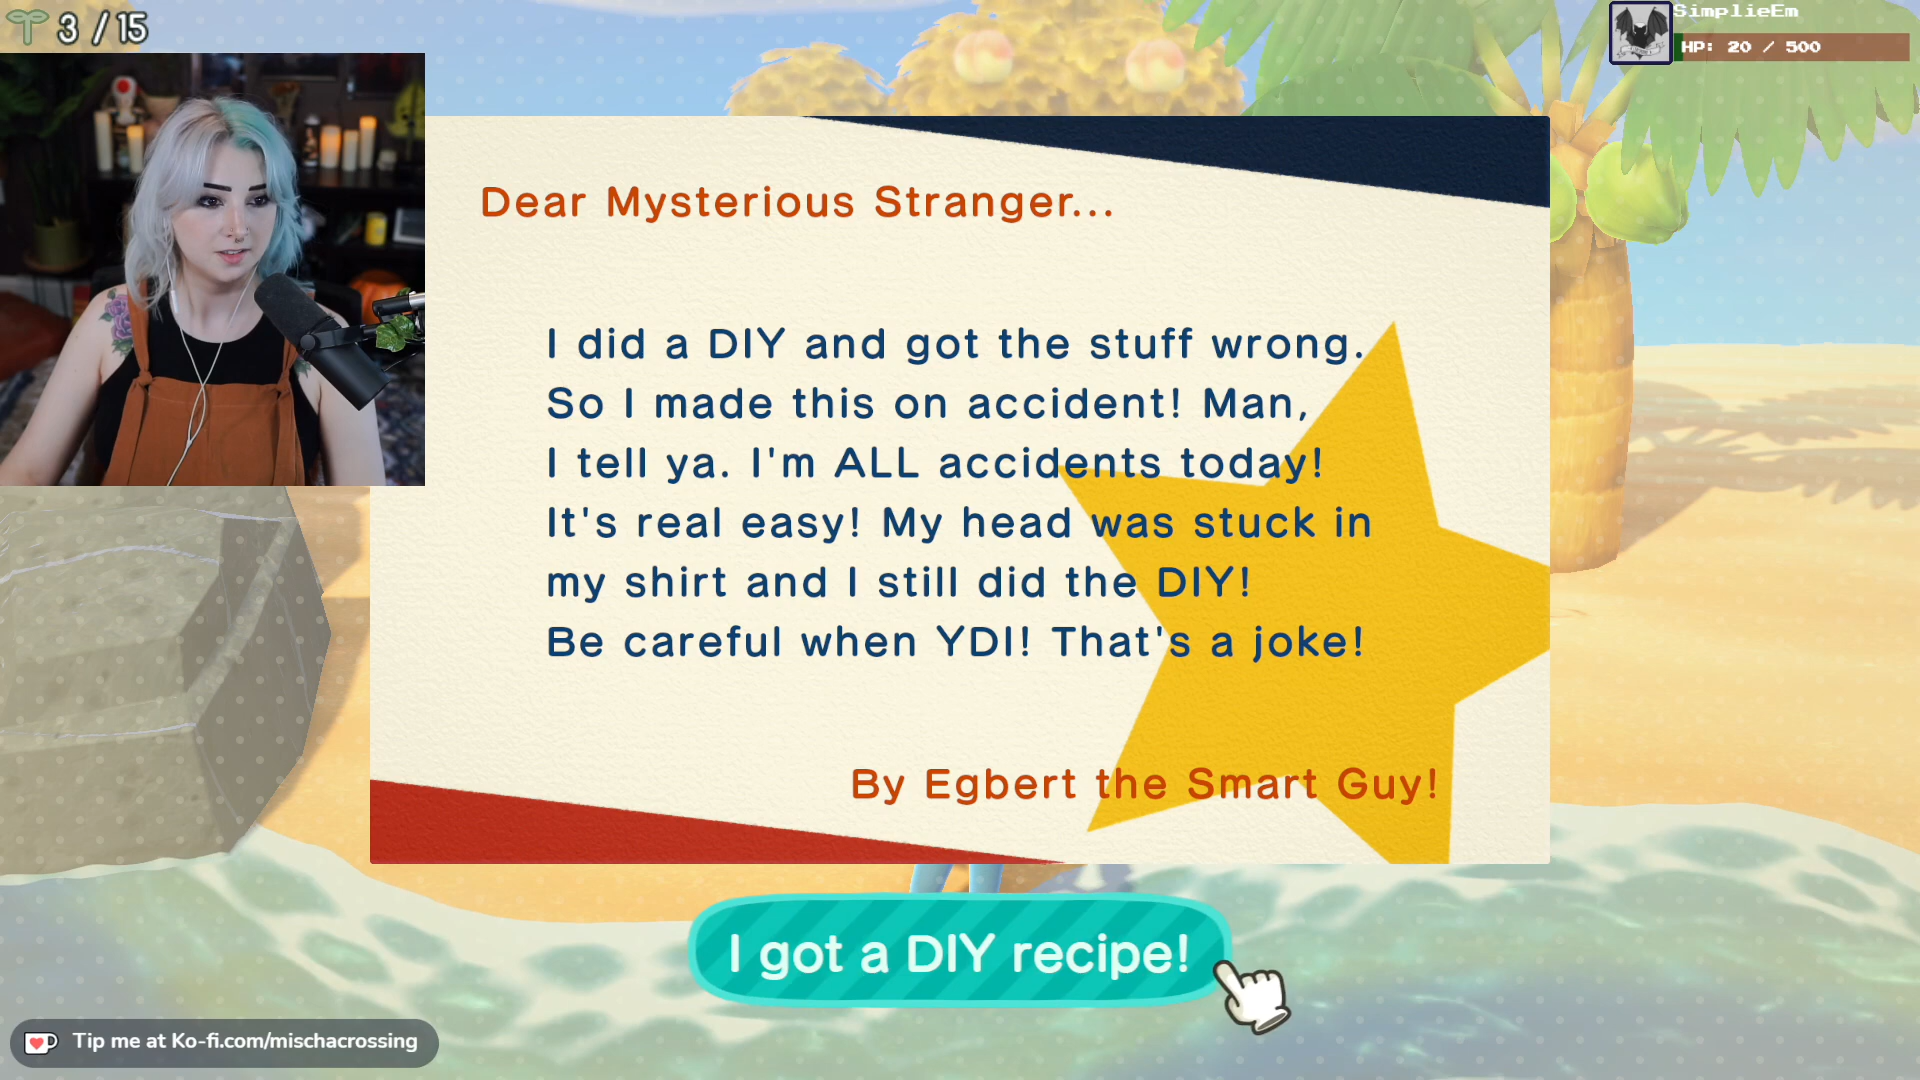 3 / 15
SimplieEm
HP: 20 / 500
Dear Mysterious Stranger...
I did a DIY and got the stuff wrong.
So I made this on accident! Man,
I tell ya. I'm ALL accidents today!
It's real easy! My head was stuck in
my shirt and I still did the DIY!
Be careful when YDI! That's a joke!
By Egbert the Smart Guy!
I got a DIY recipe!
Tip me at Ko-fi.com/mischacrossing